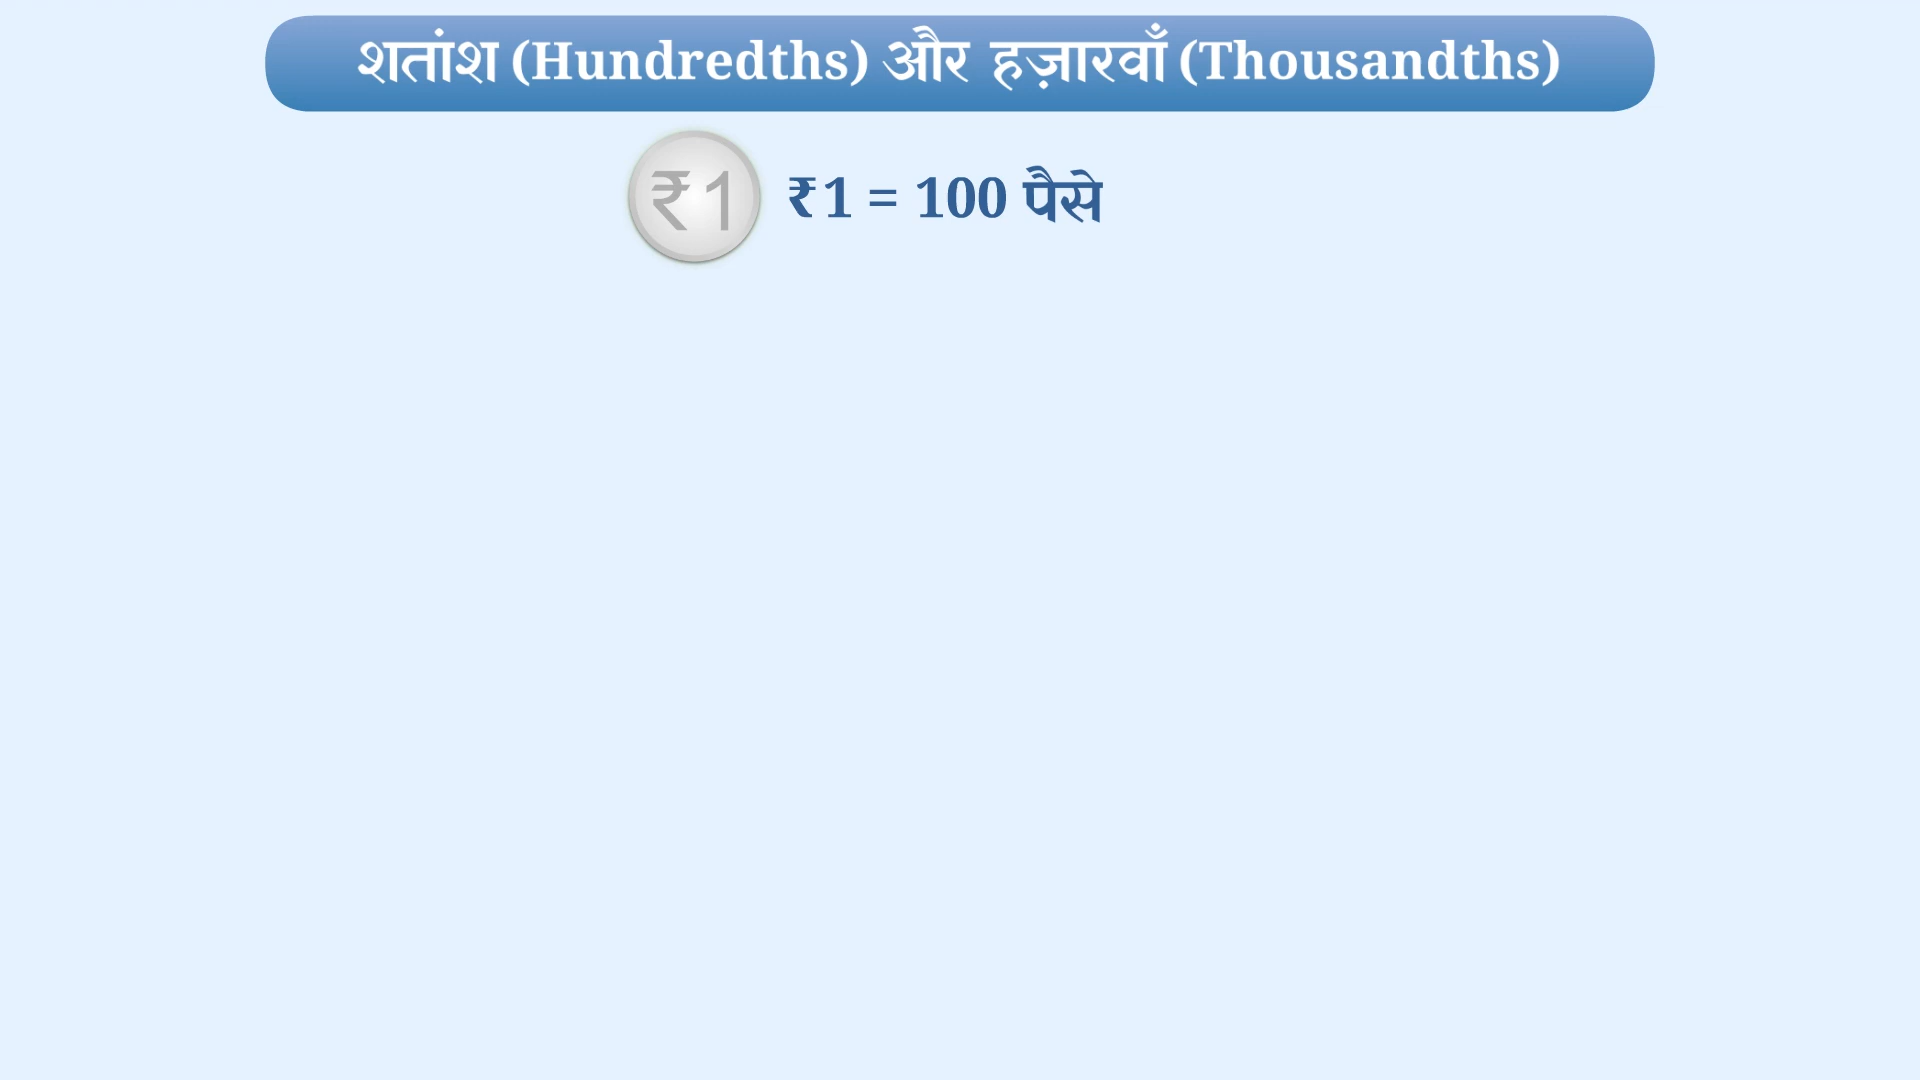 शतांश (Hundredths) और हज़ारवाँ (Thousandths)
₹1 ₹1 = 100 पैसे